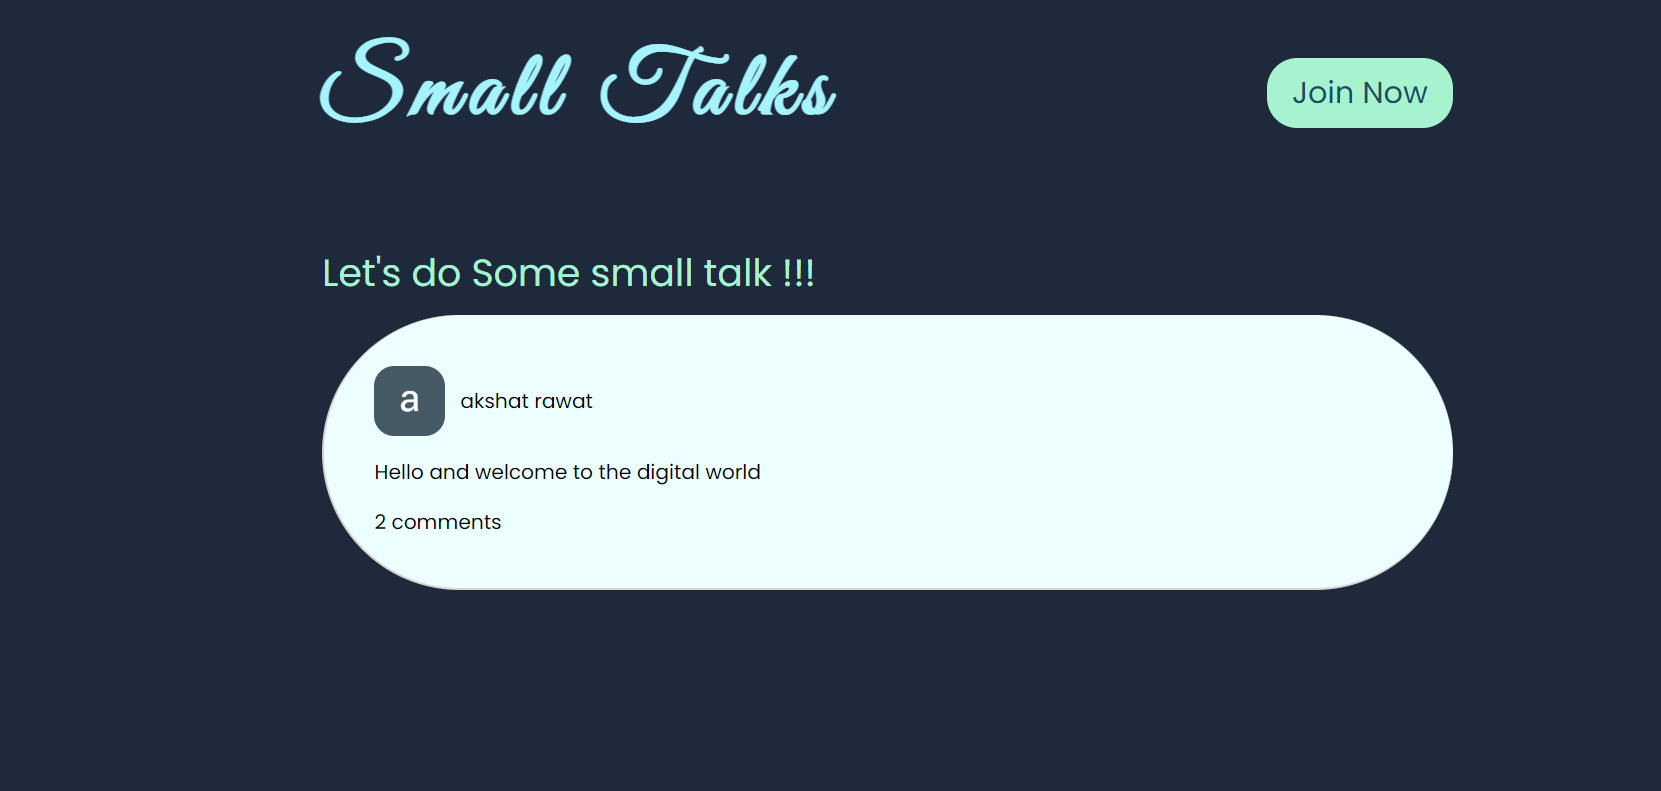 Small Talks
Join Now
Let's do Some small talk !!!
a
akshat rawat
Hello and welcome to the digital world
2 comments